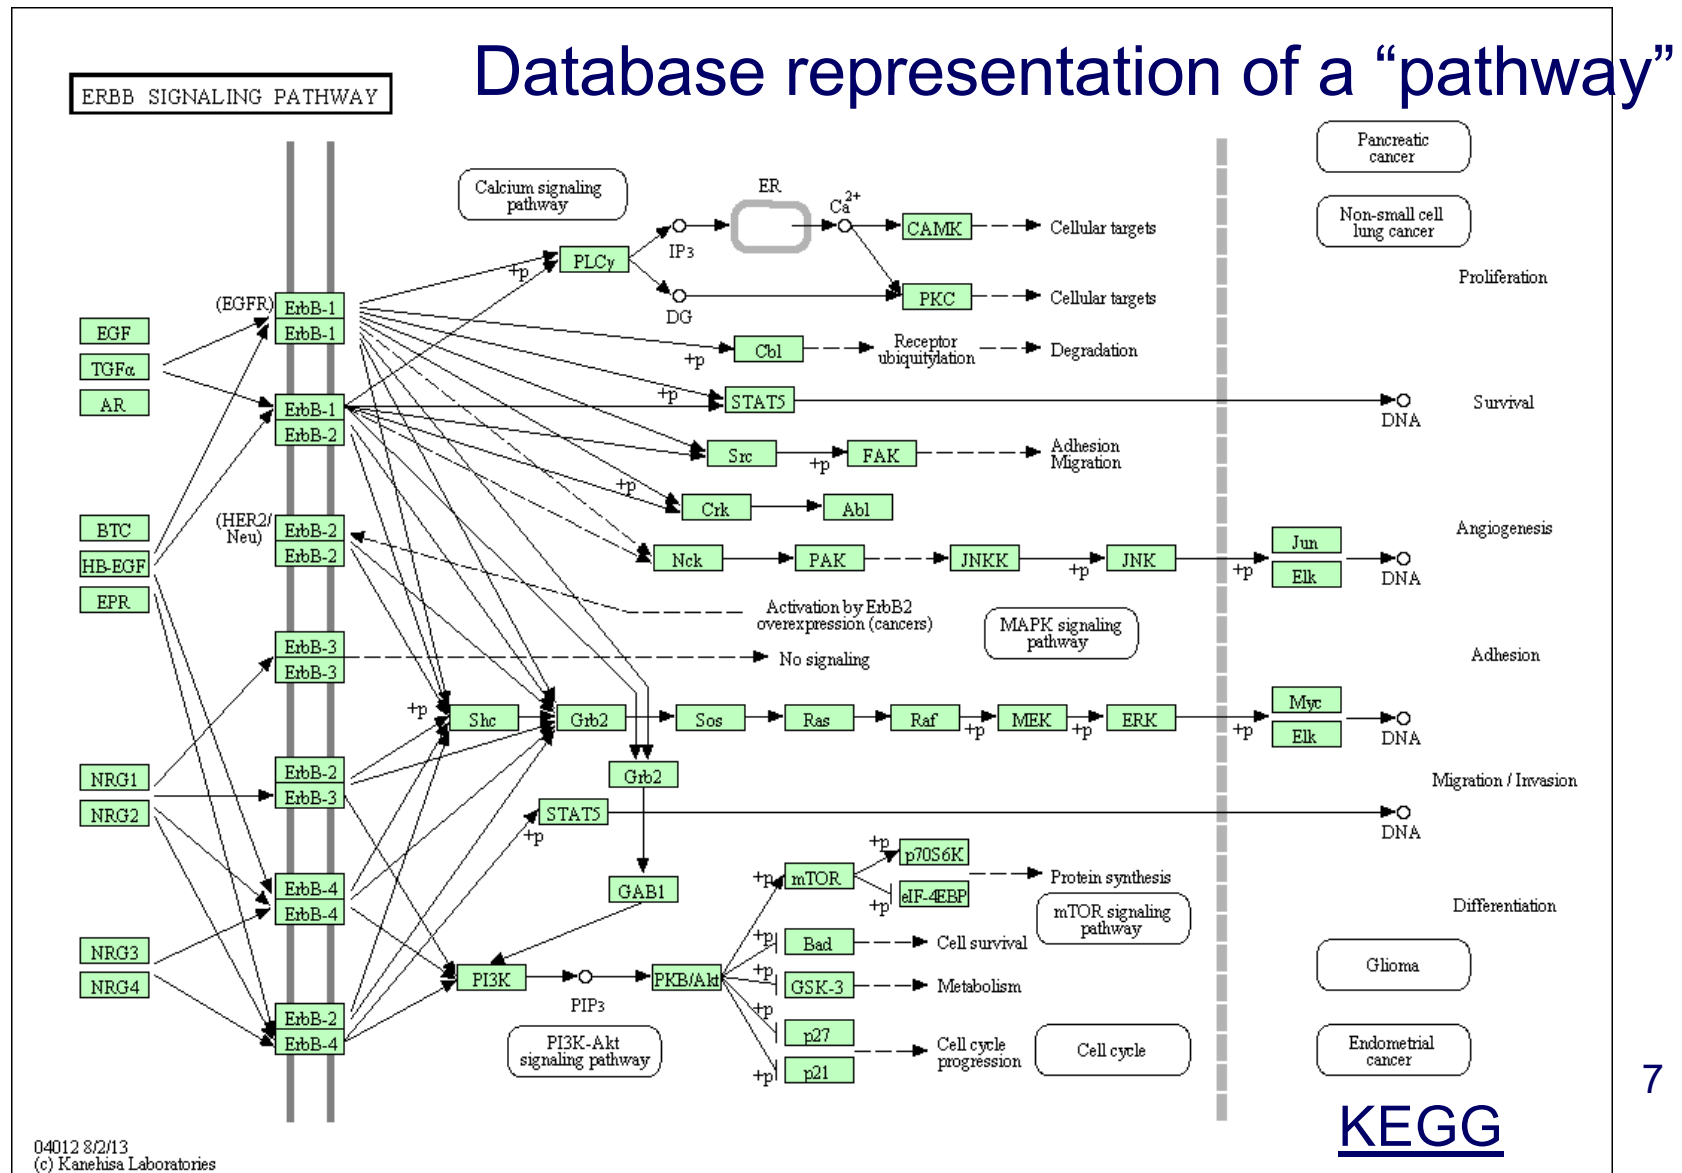 Database representation of a “pathway”
ERBB SIGNALING PATHWAY
Pancreatic
cancer
Calcium signaling
pathway
ER
Ca2+
Non-small cell
lung cancer
CAMK
Cellular targets
IP3
PLCγ
+p
Proliferation
(EGFR)
ErbB-1
ErbB-1
PKC
Cellular targets
DG
EGF
TGFα
AR
Cbl
+p
Receptor
ubiquitylation
Degradation
ErbB-1
ErbB-2
+p
STAT5
DNA
Survival
Src
+p
FAK
Adhesion
Migration
+p
Crk
Abl
BTC
HB-EGF
EPR
(HER2/
Neu)
ErbB-2
ErbB-2
Nck
PAK
JNKK
+p
JNK
+p
Jun
Elk
DNA
Angiogenesis
Activation by ErbB2
overexpression (cancers)
MAPK signaling
pathway
ErbB-3
ErbB-3
No signaling
Adhesion
+p
Shc
Grb2
Sos
Ras
Raf
+p
MEK
+p
ERK
+p
Myc
Elk
DNA
NRG1
NRG2
ErbB-2
ErbB-3
Grb2
Migration / Invasion
STAT5
+p
DNA
ErbB-4
ErbB-4
GAB1
+p
mTOR
+p
p70S6K
+p
eIF-4EBP
Protein synthesis
mTOR signaling
pathway
Differentiation
NRG3
NRG4
PI3K
PIP3
PKB/Akt
+p
Bad
Cell survival
+p
GSK-3
Metabolism
Glioma
ErbB-2
ErbB-4
PI3K-Akt
signaling pathway
+p
p27
+p
p21
Cell cycle
progression
Cell cycle
Endometrial
cancer
7
KEGG
04012 8/2/13
(c) Kanehisa Laboratories